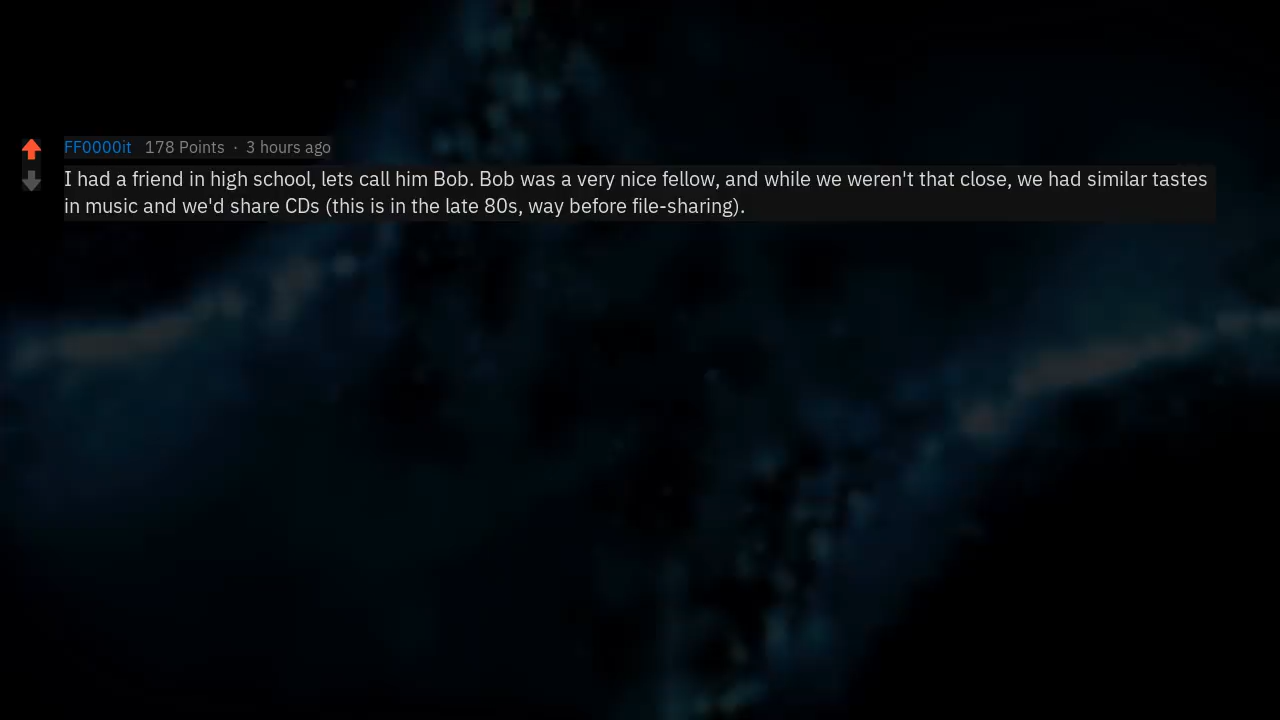 FF0000it 178 Points · 3 hours ago
I had a friend in high school, lets call him Bob. Bob was a very nice fellow, and while we weren't that close, we had similar tastes
in music and we'd share CDs (this is in the late 80s, way before file-sharing).